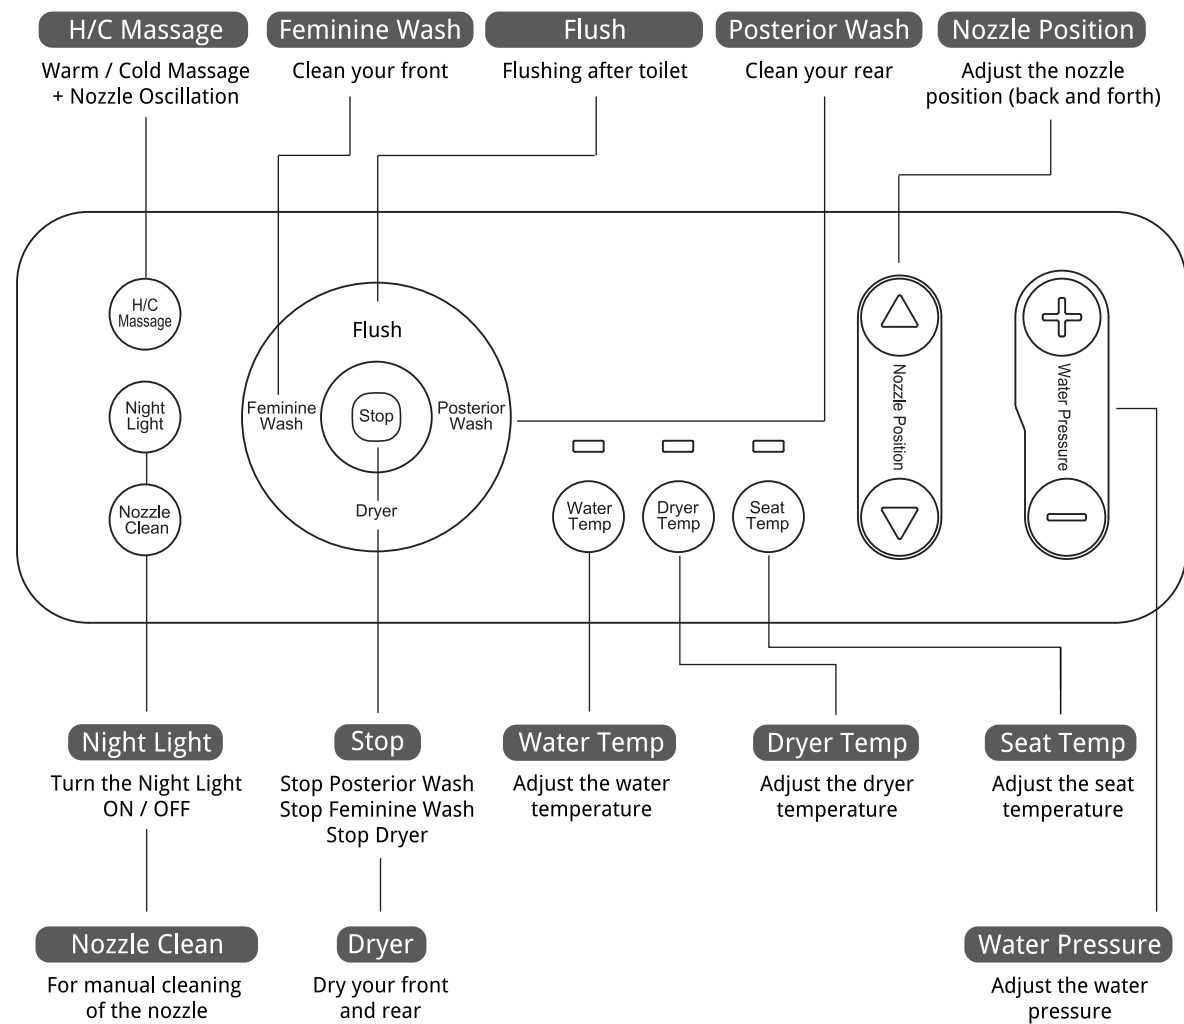 H/C Massage
Warm / Cold Massage
+ Nozzle Oscillation
Feminine Wash
Clean your front
Flush
Flushing after toilet
Posterior Wash
Clean your rear
Nozzle Position
Adjust the nozzle
position (back and forth)
H/C
Massage
Night
Light
Nozzle
Clean
Flush
Feminine
Wash
Stop
Posterior
Wash
Dryer
Water
Temp
Dryer
Temp
Seat
Temp
Nozzle Position
Water Pressure
Night Light
Turn the Night Light
ON / OFF
Stop
Stop Posterior Wash
Stop Feminine Wash
Stop Dryer
Water Temp
Adjust the water
temperature
Dryer Temp
Adjust the dryer
temperature
Seat Temp
Adjust the seat
temperature
Nozzle Clean
For manual cleaning
of the nozzle
Dryer
Dry your front
and rear
Water Pressure
Adjust the water
pressure